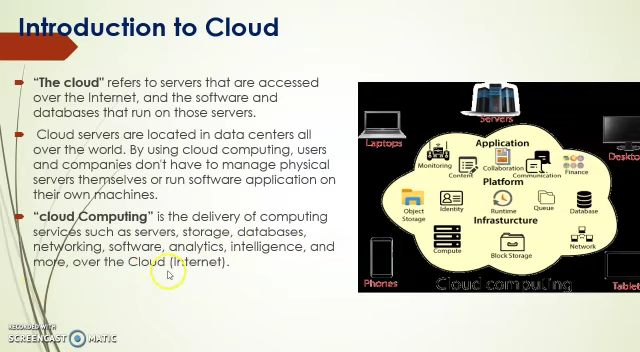 Introduction to Cloud
“The cloud” refers to servers that are accessed
over the Internet, and the software and
databases that run on those servers.
Cloud servers are located in data centers all
over the world. By using cloud computing, users
and companies don't have to manage physical
servers themselves or run software application on
their own machines.
“cloud Computing” is the delivery of computing
services such as servers, storage, databases,
networking, software, analytics, intelligence, and
more, over the Cloud (Internet).
Servers
Laptops
Desktop
Application
Monitoring
Content
Collaboration
Communication
Finance
Platform
Object
Storage
Identity
Runtime
Queue
Database
Infrasturcture
Compute
Block Storage
Network
Phones
Tablet
Cloud computing
RECORDED WITH
SCREENCAST MATIC